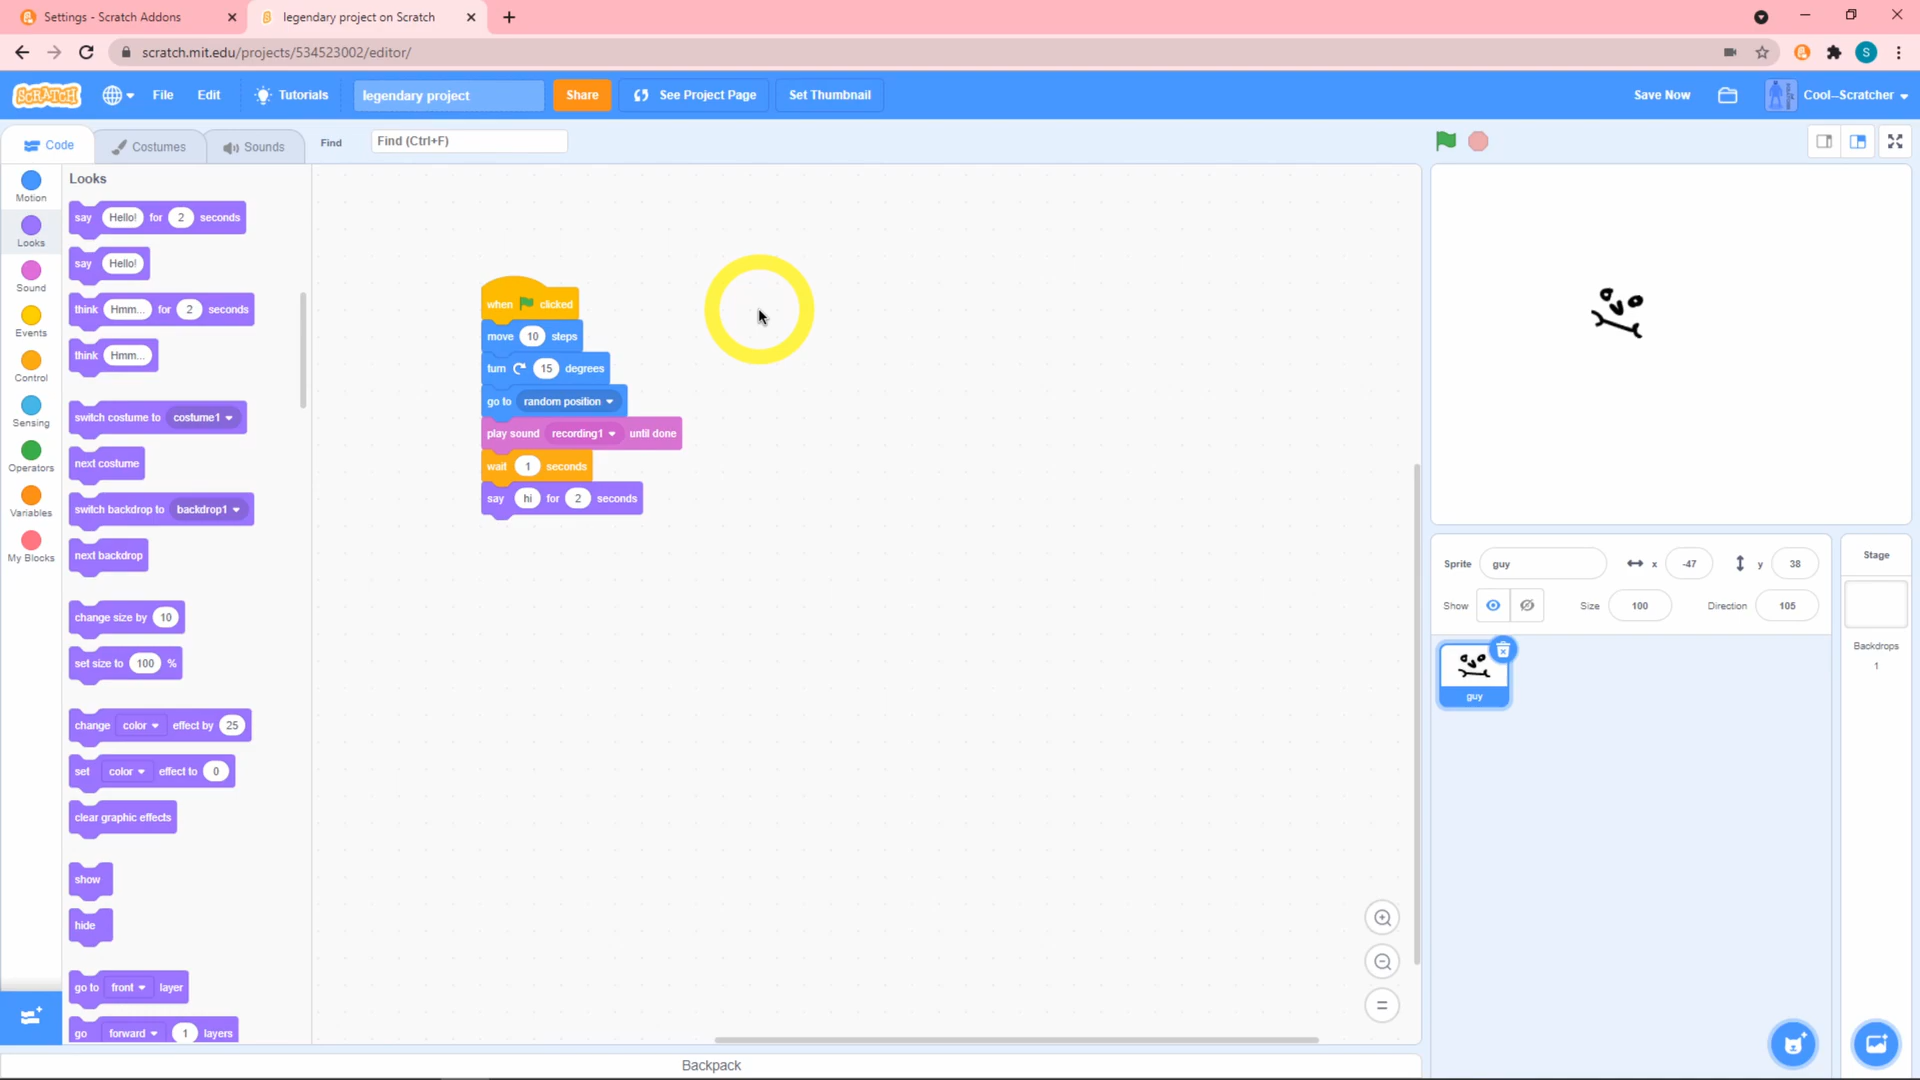 Settings - Scratch Addons
legendary project on Scratch
scratch.mit.edu/projects/534523002/editor/
S
SCRATCH
File
Edit
Tutorials
legendary project
Share
See Project Page
Set Thumbnail
Save Now
Cool--Scratcher
Code
Costumes
Sounds
Find
Find (Ctrl+F)
Motion
Looks
Sound
Events
Control
Sensing
Operators
Variables
My Blocks
Looks
say Hello! for 2 seconds
say Hello!
think Hmm... for 2 seconds
think Hmm...
switch costume to costume1
next costume
switch backdrop to backdrop1
next backdrop
change size by 10
set size to 100 %
change color effect by 25
set color effect to 0
clear graphic effects
show
hide
go to front layer
go forward 1 layers
when clicked
move 10 steps
turn 15 degrees
go to random position
play sound recording1 until done
wait 1 seconds
say hi for 2 seconds
Backpack
Sprite guy x -47 y 38
Show Size 100 Direction 105
guy
Stage
Backdrops
1